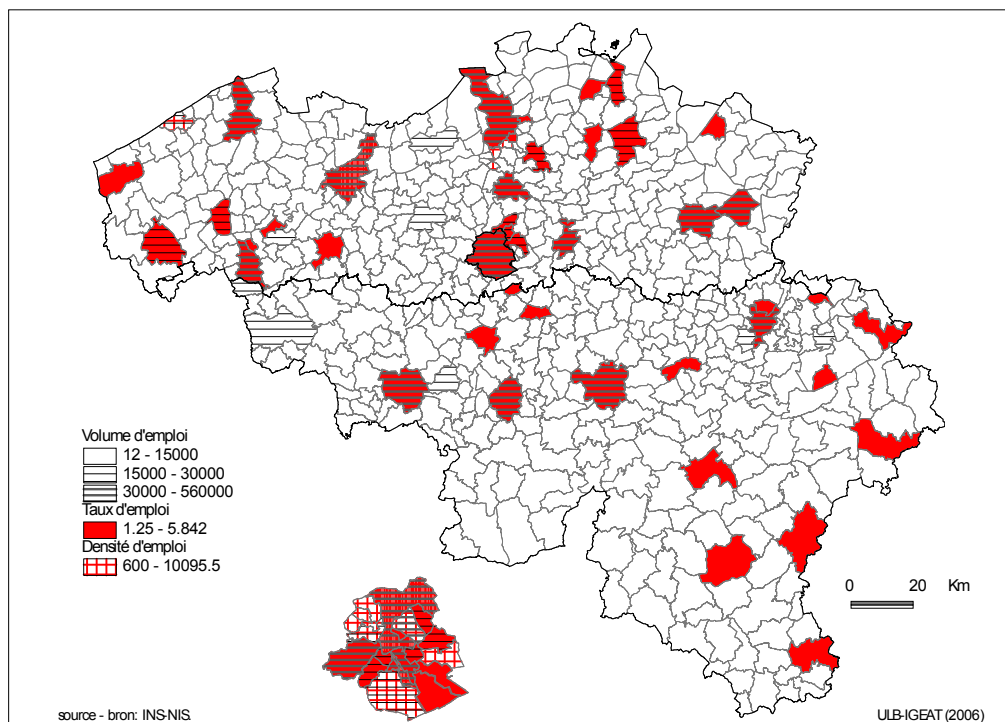 Volume d'emploi
12 - 15000
15000 - 30000
30000 - 560000
Taux d'emploi
1.25 - 5.842
Densité d'emploi
600 - 10095.5
0 20 Km
source - bron: INS-NIS.
ULB-IGEAT (2006)